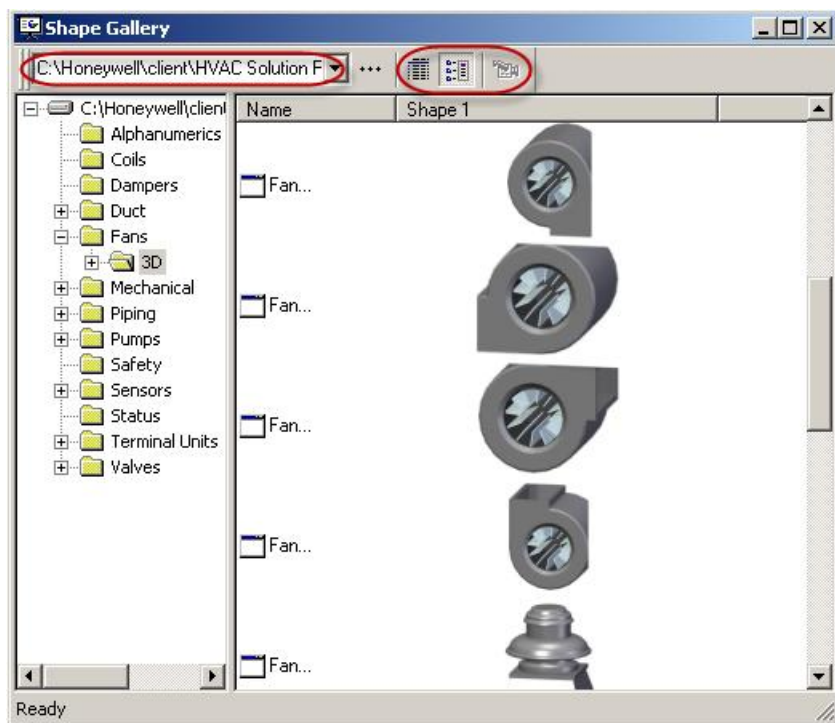 Shape Gallery
C:\Honeywell\client\HVAC Solution F
C:\Honeywell\client
Alphanumerics
Coils
Dampers
Duct
Fans
3D
Mechanical
Piping
Pumps
Safety
Sensors
Status
Terminal Units
Valves
Name Shape 1
Fan...
Fan...
Fan...
Fan...
Fan...
Ready